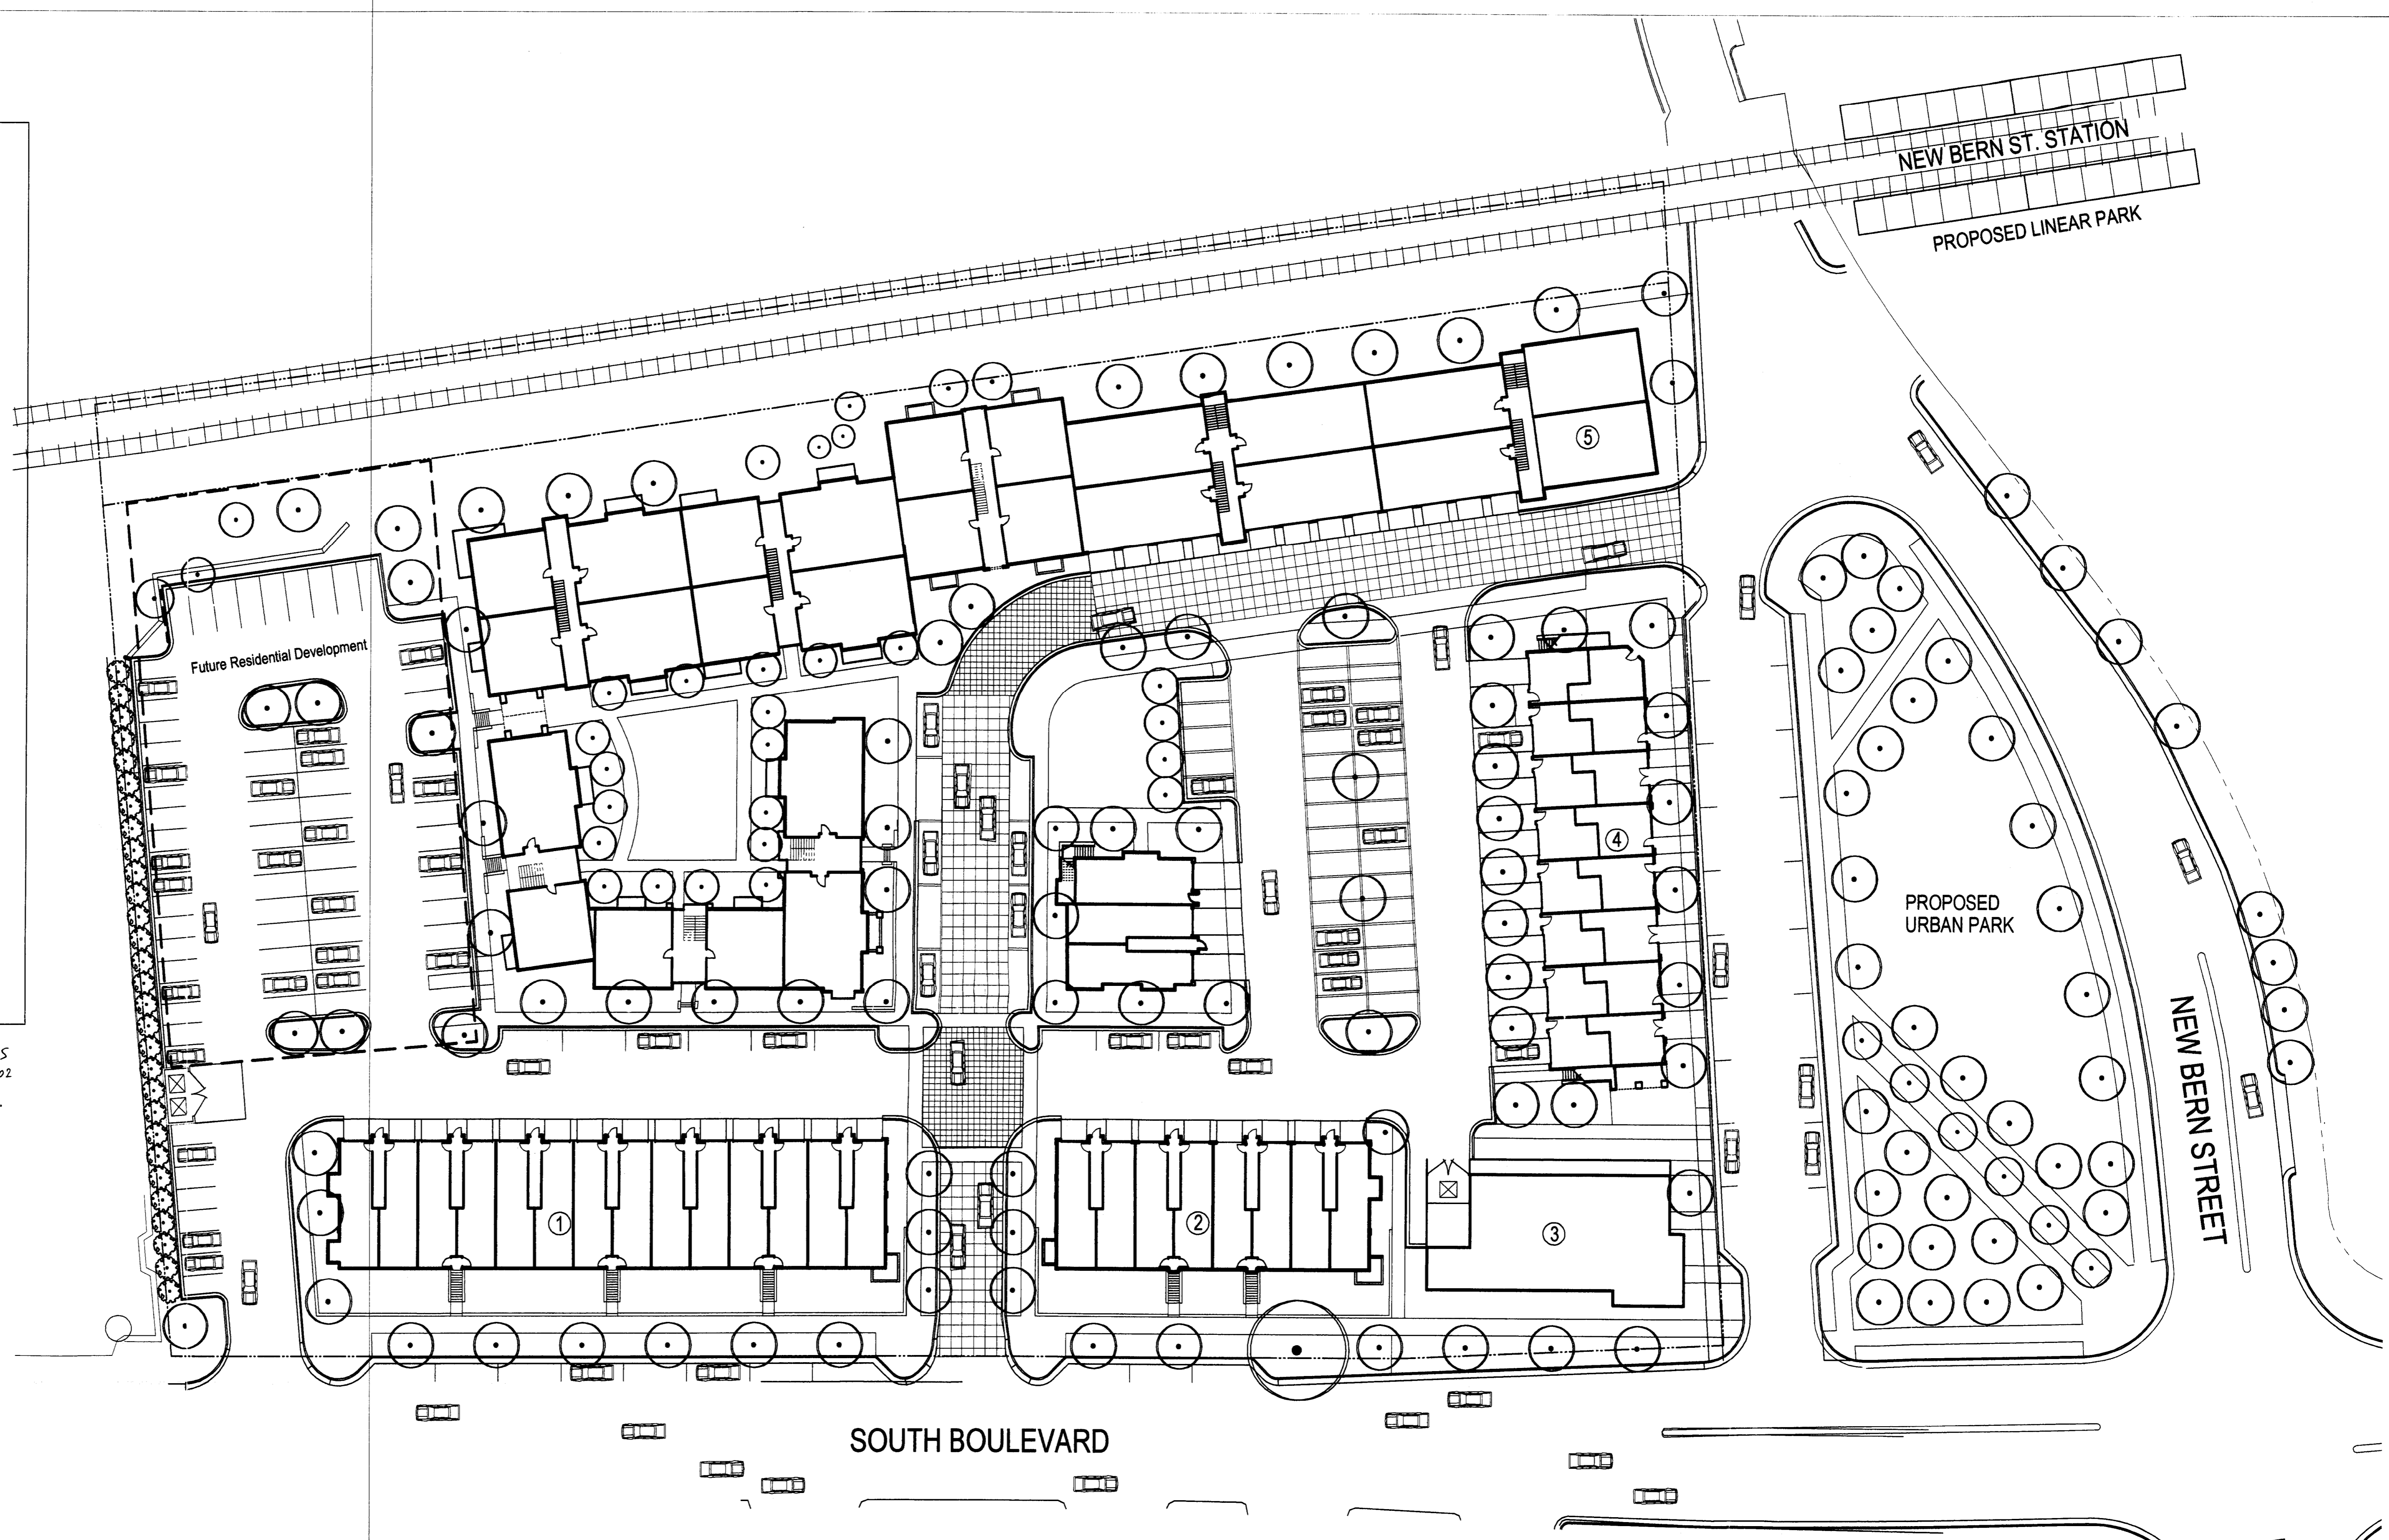 NEW BERN ST. STATION
PROPOSED LINEAR PARK
5
Future Residential Development
4
PROPOSED
URBAN PARK
NEW BERN STREET
1
2
3
SOUTH BOULEVARD